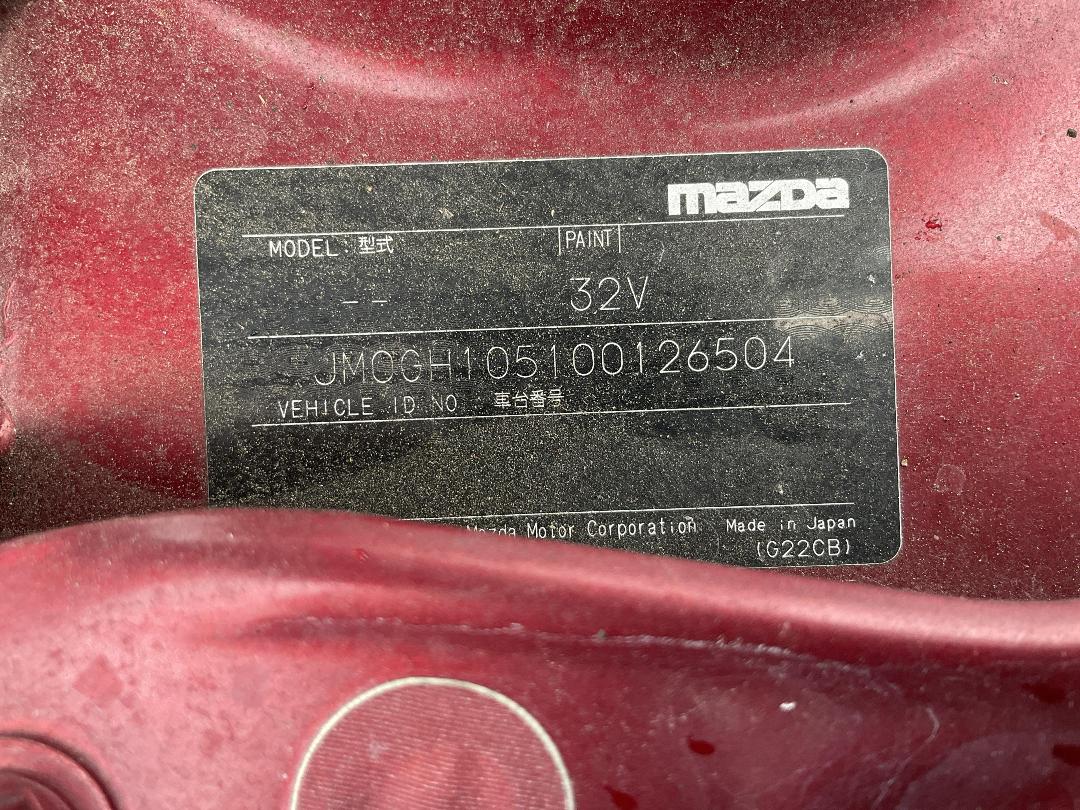 mazda
MODEL : 型式 PAINT
-- 32V
JM0GH105100126504
VEHICLE ID NO 車台番号
Mazda Motor Corporation Made in Japan
(G22CB)